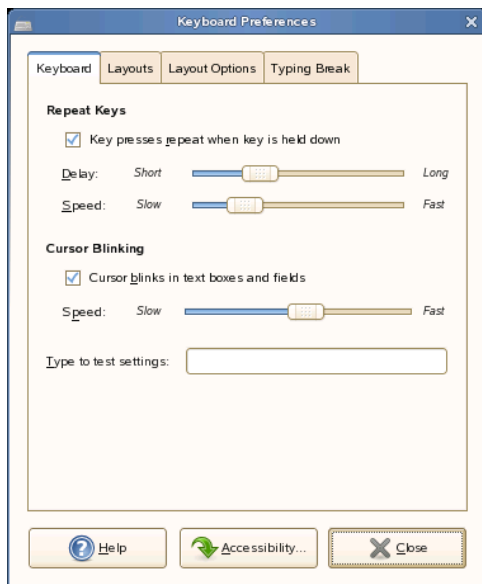 Keyboard Preferences
Keyboard Layouts Layout Options Typing Break
Repeat Keys
Key presses repeat when key is held down
Delay: Short Long
Speed: Slow Fast
Cursor Blinking
Cursor blinks in text boxes and fields
Speed: Slow Fast
Type to test settings:
Help Accessibility... Close